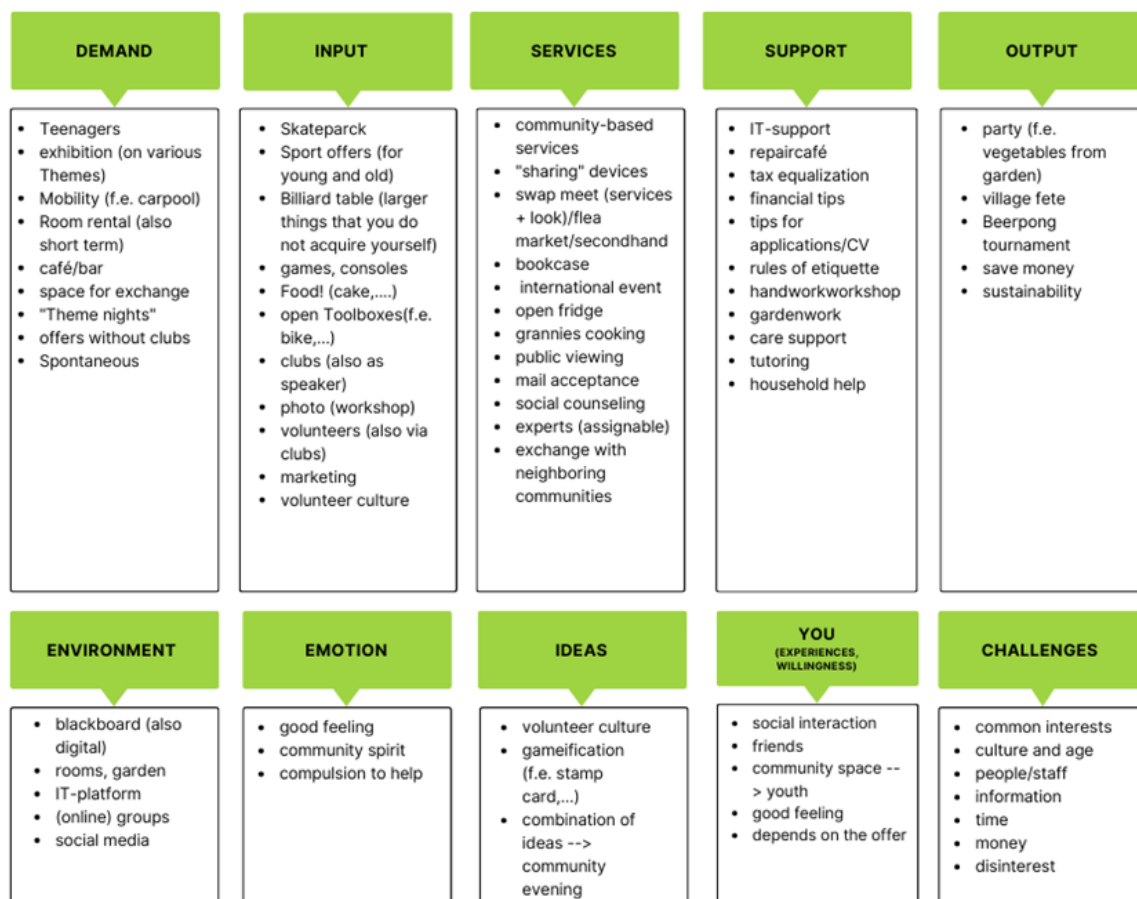 DEMAND
• Teenagers
• exhibition (on various
Themes)
• Mobility (f.e. carpool)
• Room rental (also
short term)
• café/bar
• space for exchange
• "Theme nights"
• offers without clubs
• Spontaneous
INPUT
• Skateparck
• Sport offers (for
young and old)
• Billiard table (larger
things that you do
not acquire yourself)
• games, consoles
• Food! (cake,....)
• open Toolboxes(f.e.
bike,...)
• clubs (also as
speaker)
• photo (workshop)
• volunteers (also via
clubs)
• marketing
• volunteer culture
SERVICES
• community-based
services
• "sharing" devices
• swap meet (services
+ look)/flea
market/secondhand
• bookcase
• international event
• open fridge
• grannies cooking
• public viewing
• mail acceptance
• social counseling
• experts (assignable)
• exchange with
neighboring
communities
SUPPORT
• IT-support
• repaircafé
• tax equalization
• financial tips
• tips for
applications/CV
• rules of etiquette
• handworkworkshop
• gardenwork
• care support
• tutoring
• household help
OUTPUT
• party (f.e.
vegetables from
garden)
• village fete
• Beerpong
tournament
• save money
• sustainability
ENVIRONMENT
• blackboard (also
digital)
• rooms, garden
• IT-platform
• (online) groups
• social media
EMOTION
• good feeling
• community spirit
• compulsion to help
IDEAS
• volunteer culture
• gameification
(f.e. stamp
card,...)
• combination of
ideas -->
community
evening
YOU
(EXPERIENCES,
WILLINGNESS)
• social interaction
• friends
• community space --
> youth
• good feeling
• depends on the offer
CHALLENGES
• common interests
• culture and age
• people/staff
• information
• time
• money
• disinterest